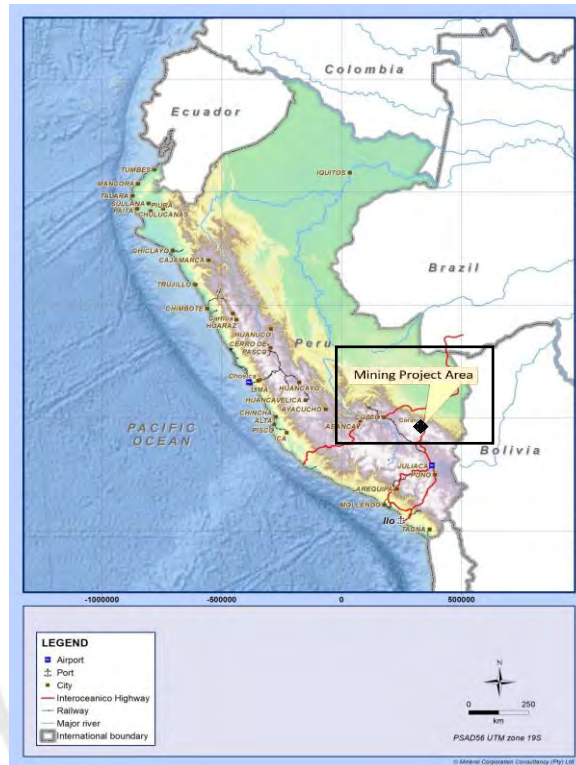 Colombia
Ecuador
TUMBES
IQUITOS
MANCORA
TALARA
SULLANA
PIURA
PAITA
CHULUCANAS
CHICLAYO
CAJAMARCA
Brazil
TRUJILLO
CHIMBOTE
Carhua
HUARAZ
HUANUCO
Peru
CERRO DE
PASCO
Mining Project Area
Chosica
LIMA
HUANCAYO
HUANCAVELICA
AYACUCHO
CUZCO
PACIFIC
OCEAN
CHINCHA
ALTA
ABANCAY
PISCO
ICA
Bolivia
JULIACA
PUNO
AREQUIPA
MOLLENDO
Ilo
TACNA
-1000000 -500000 0 500000
LEGEND
Airport
Port
City
Interoceanico Highway
Railway
Major river
International boundary
N
0 250
km
PSAD56 UTM zone 19S
© Mineral Corporation Consultancy (Pty) Ltd